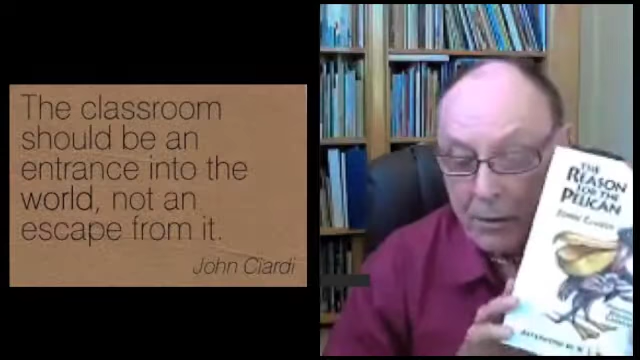 The classroom
should be an
entrance into the
world, not an
escape from it.
John Ciardi
THE
REASON
FOR THE
PELICAN
JOHN CIARDI